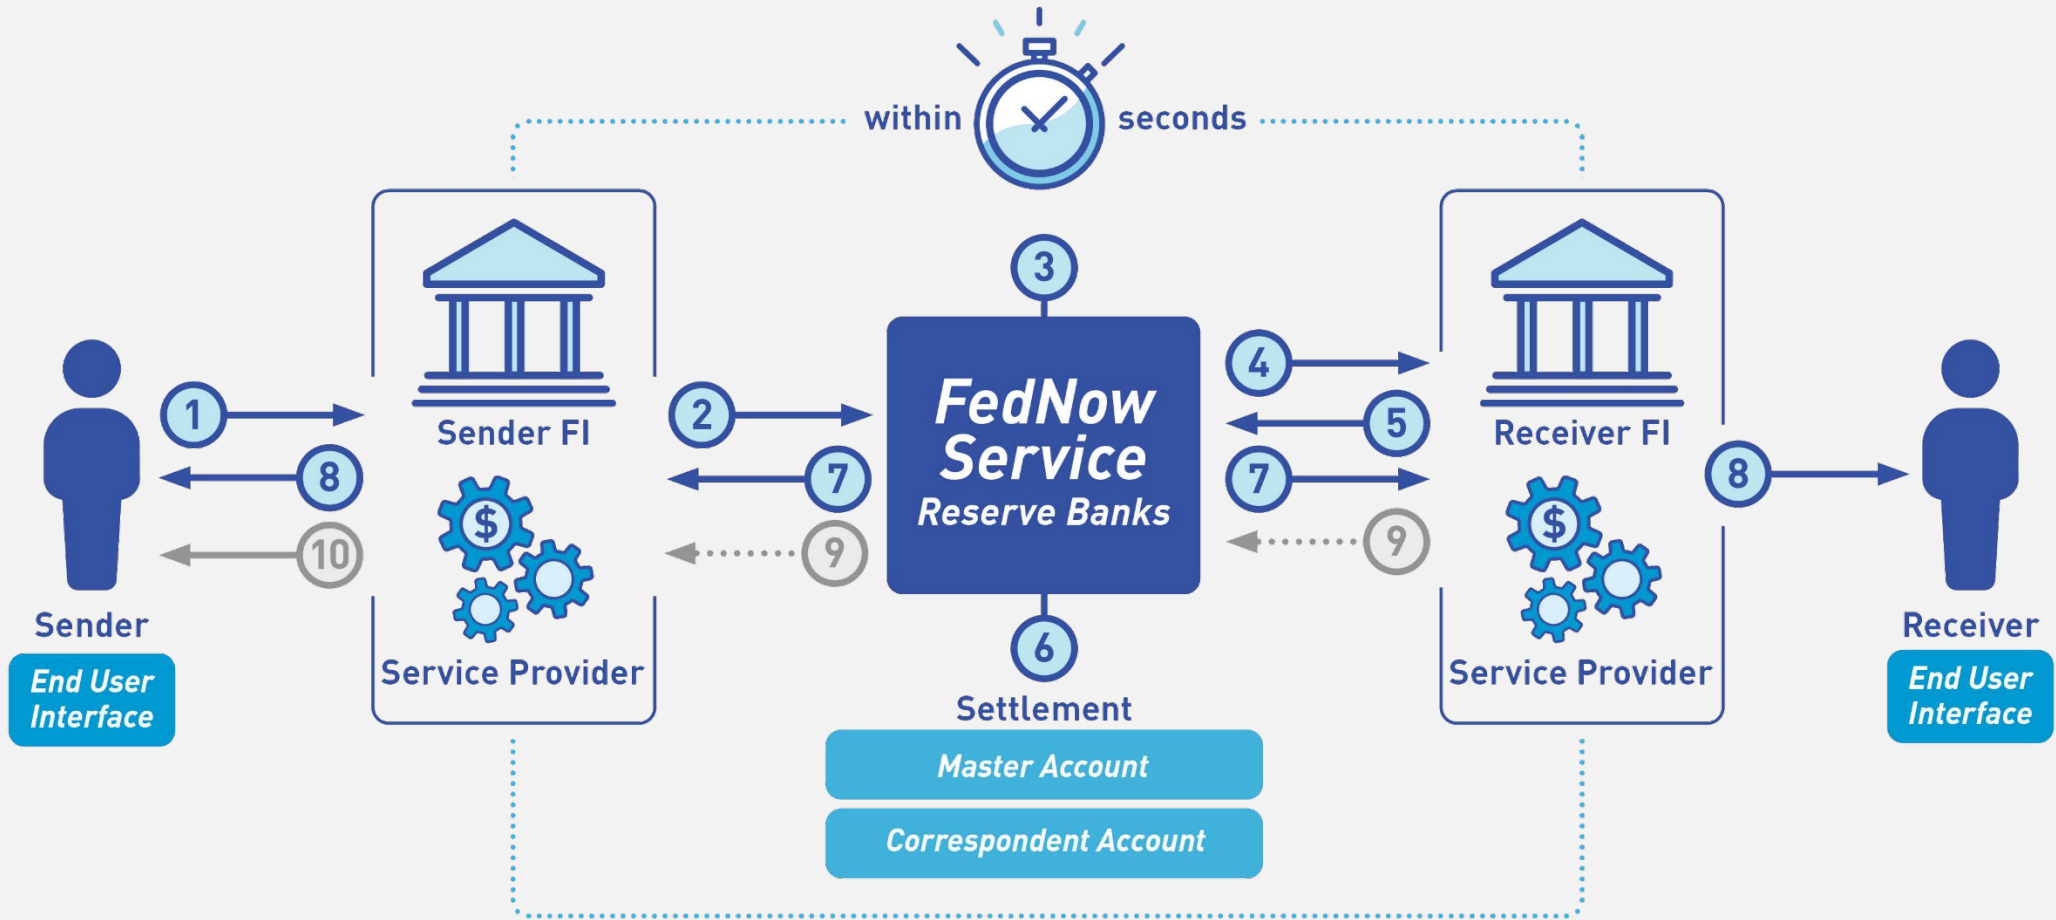 within
seconds
3
1
8
10
Sender
End User
Interface
Sender FI
$
Service Provider
2
7
9
FedNow
Service
Reserve Banks
6
Settlement
Master Account
Correspondent Account
4
5
7
9
Receiver FI
$
Service Provider
8
Receiver
End User
Interface